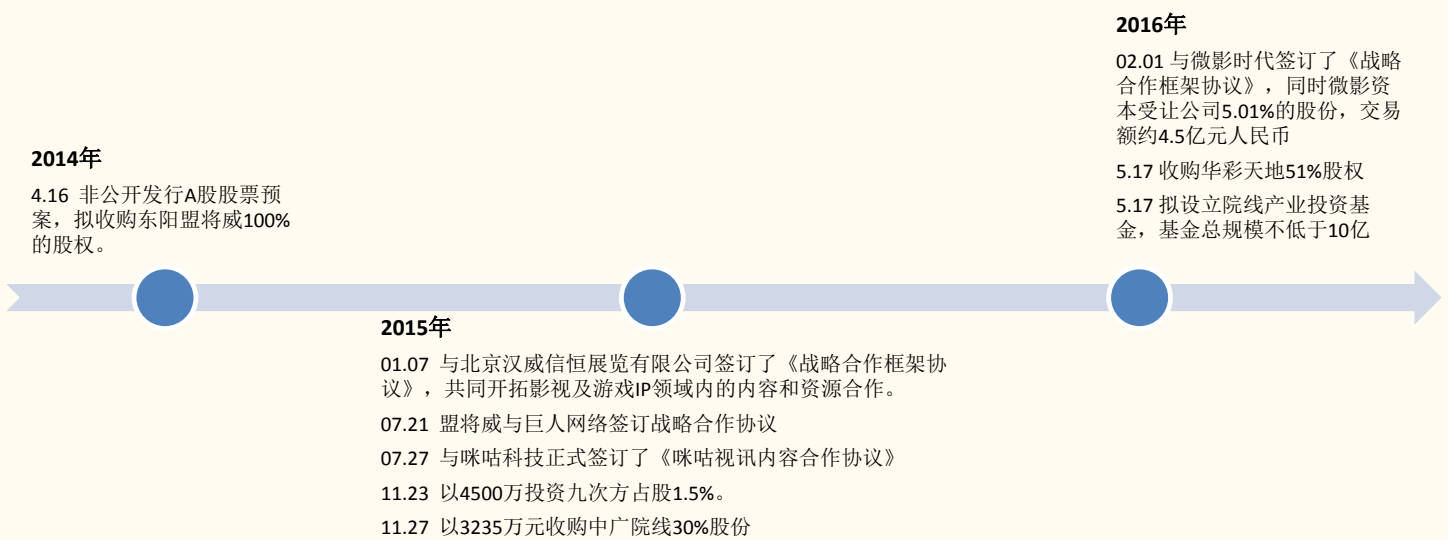 2014年
4.16 非公开发行A股股票预
案，拟收购东阳盟将威100%
的股权。
2015年
01.07 与北京汉威信恒展览有限公司签订了《战略合作框架协
议》，共同开拓影视及游戏IP领域内的内容和资源合作。
07.21 盟将威与巨人网络签订战略合作协议
07.27 与咪咕科技正式签订了《咪咕视讯内容合作协议》
11.23 以4500万投资九次方占股1.5%。
11.27 以3235万元收购中广院线30%股份
2016年
02.01 与微影时代签订了《战略
合作框架协议》，同时微影资
本受让公司5.01%的股份，交易
额约4.5亿元人民币
5.17 收购华彩天地51%股权
5.17 拟设立院线产业投资基
金，基金总规模不低于10亿